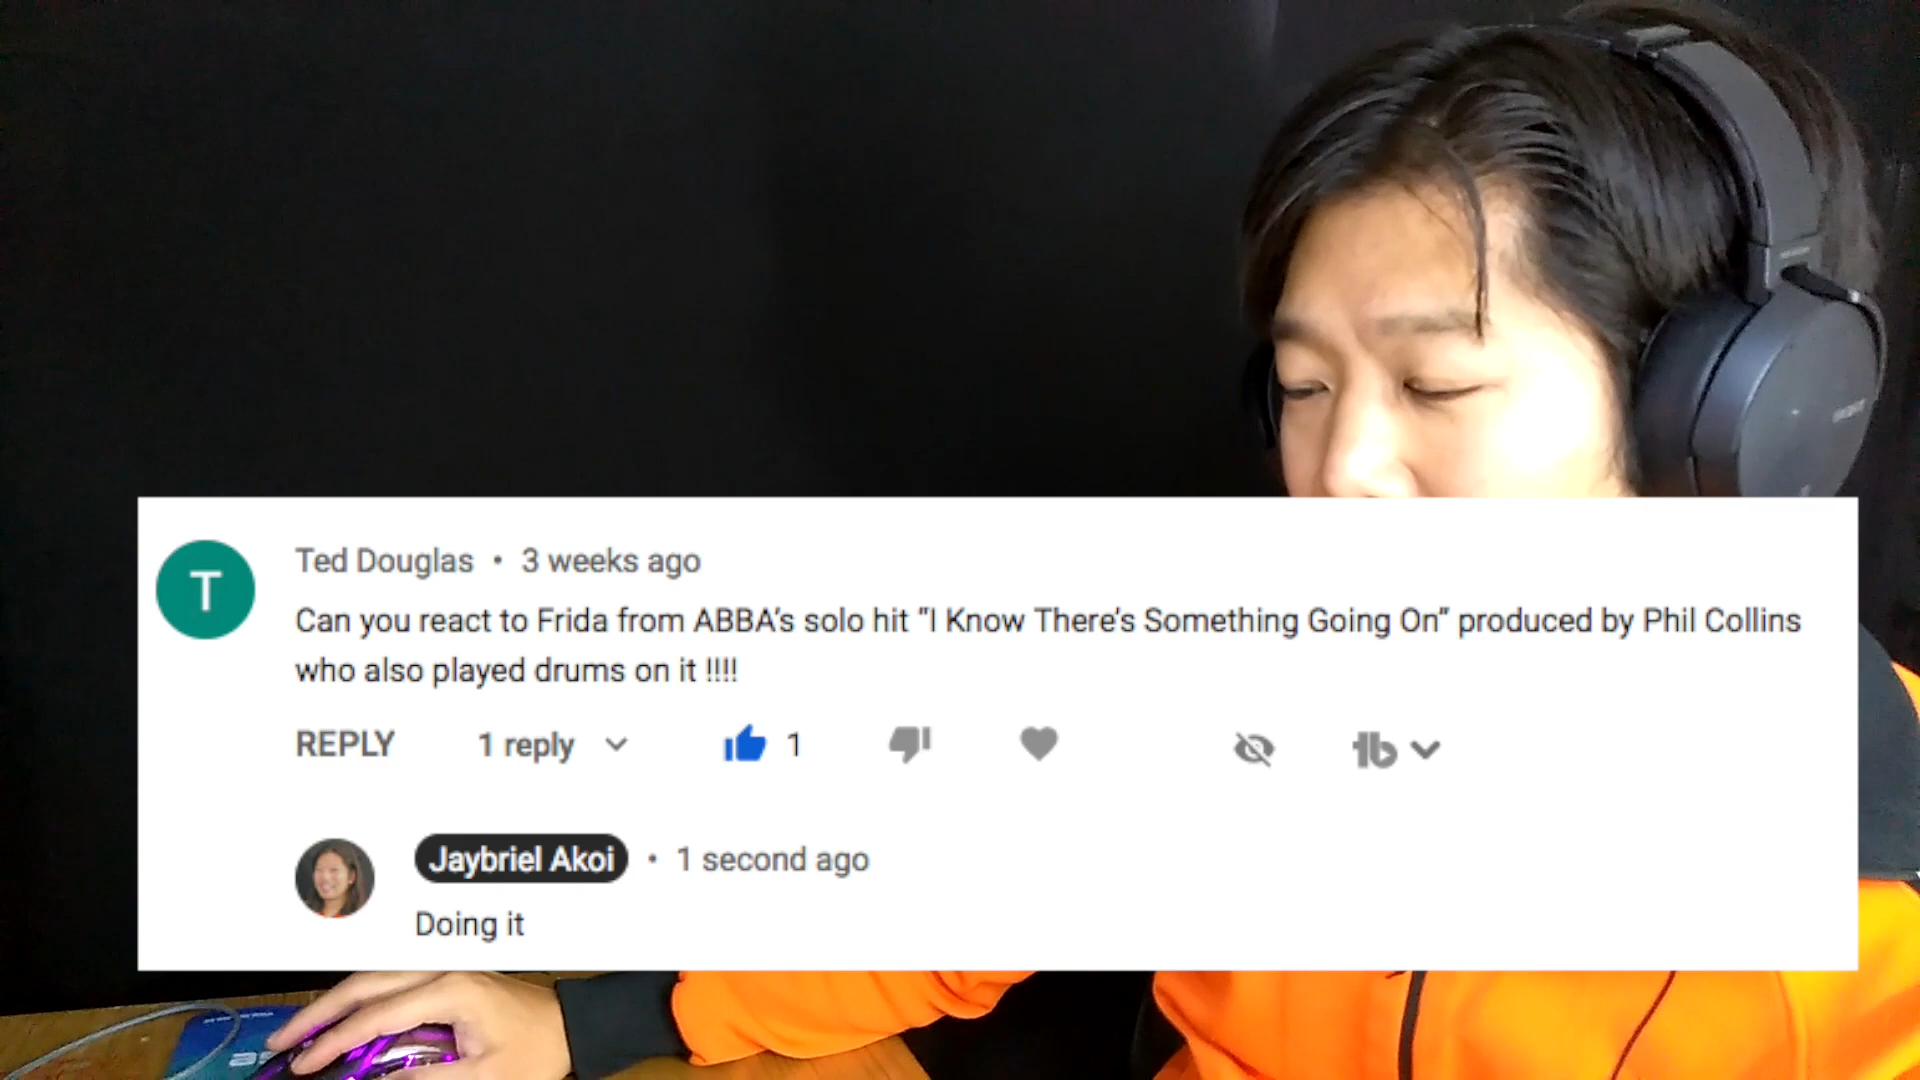 T
Ted Douglas • 3 weeks ago
Can you react to Frida from ABBA's solo hit “I Know There's Something Going On” produced by Phil Collins
who also played drums on it !!!!
REPLY 1 reply 1
Jaybriel Akoi • 1 second ago
Doing it